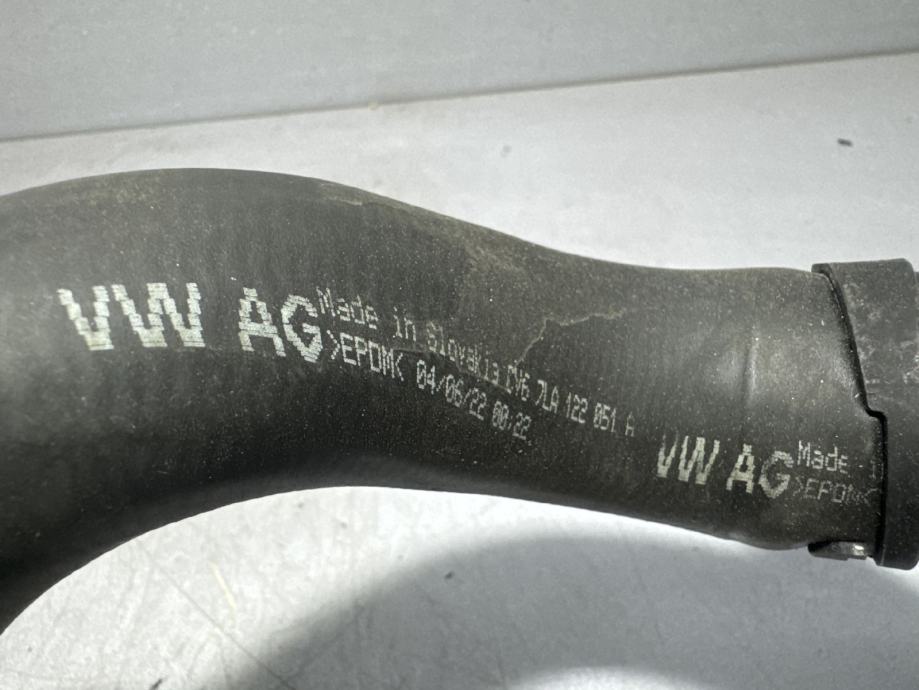 VW AG
Made in Slovakia CV6 7LA 122 051 A
>EPDM< 04/06/22 00:22
VW AG
Made
>EPDM<